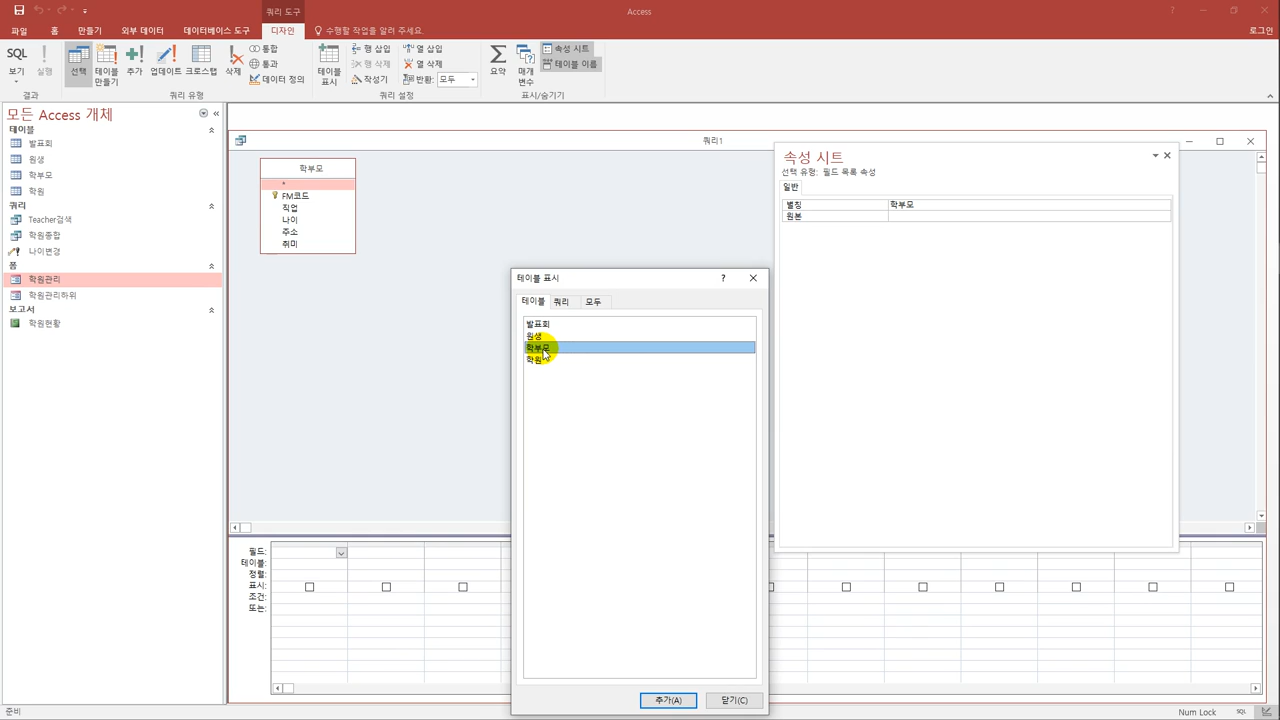 쿼리 도구
Access
파일 홈 만들기 외부 데이터 데이터베이스 도구 디자인 수행할 작업을 알려 주세요. 로그인
SQL 보기 실행 선택 테이블 만들기 추가 업데이트 크로스탭 삭제 통합 통과 데이터 정의
테이블 표시 행 삽입 행 삭제 작성기 열 삽입 열 삭제 반환: 모두
요약 매개 변수 속성 시트 테이블 이름
결과 쿼리 유형 쿼리 설정 표시/숨기기
모든 Access 개체
테이블
발표회
원생
학부모
학원
쿼리
Teacher검색
학원종합
나이변경
폼
학원관리
학원관리하위
보고서
학원현황
쿼리1
학부모
*
FM코드
직업
나이
주소
취미
속성 시트
선택 유형: 필드 목록 속성
일반
별칭 학부모
원본
테이블 표시 ?
테이블 쿼리 모두
발표회
원생
학부모
학원
추가(A) 닫기(C)
필드:
테이블:
정렬:
표시:
조건:
또는:
준비
Num Lock SQL